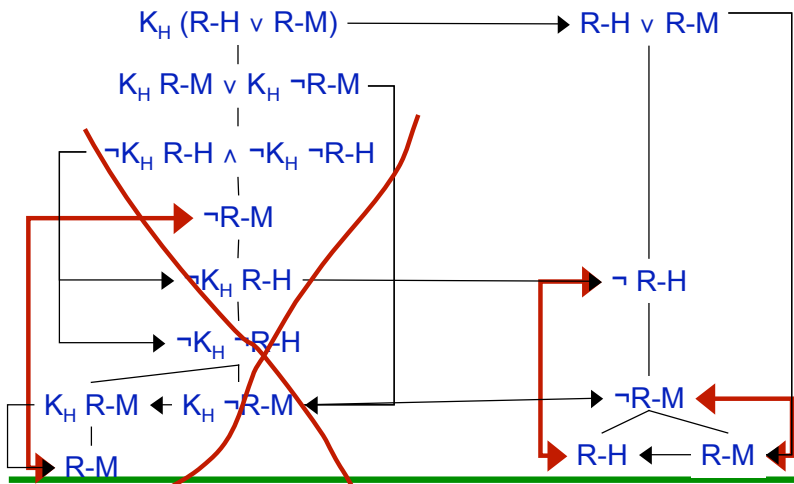 K_H (R-H v R-M)
R-H v R-M
K_H R-M v K_H ¬R-M
¬K_H R-H ∧ ¬K_H ¬R-H
¬R-M
¬K_H R-H
¬ R-H
¬K_H ¬R-H
K_H R-M
K_H ¬R-M
¬R-M
R-M
R-H
R-M